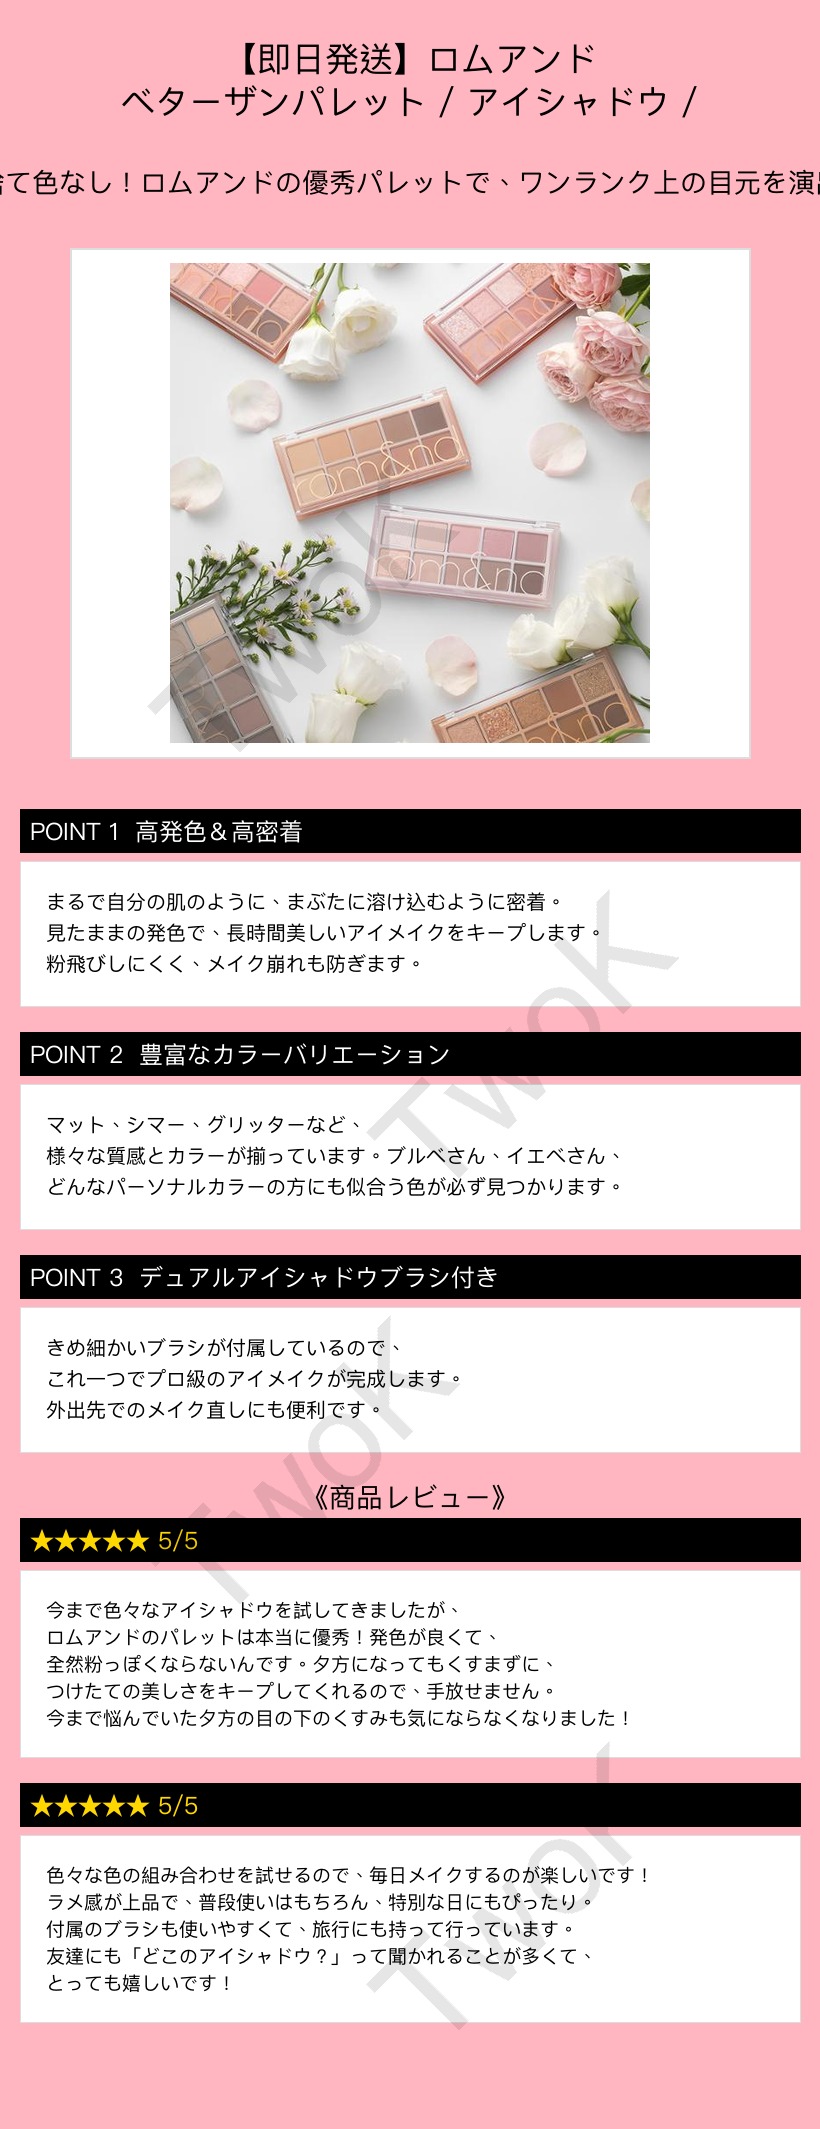 【即日発送】ロムアンド
ベターザンパレット / アイシャドウ /
て色なし！ロムアンドの優秀パレットで、ワンランク上の目元を演
rom&nd
rom&nd
POINT 1 高発色＆高密着
まるで自分の肌のように、まぶたに溶け込むように密着。
見たままの発色で、長時間美しいアイメイクをキープします。
粉飛びしにくく、メイク崩れも防ぎます。
POINT 2 豊富なカラーバリエーション
マット、シマー、グリッターなど、
様々な質感とカラーが揃っています。ブルベさん、イエベさん、
どんなパーソナルカラーの方にも似合う色が必ず見つかります。
POINT 3 デュアルアイシャドウブラシ付き
きめ細かいブラシが付属しているので、
これ一つでプロ級のアイメイクが完成します。
外出先でのメイク直しにも便利です。
《商品レビュー》
★★★★★ 5/5
今まで色々なアイシャドウを試してきましたが、
ロムアンドのパレットは本当に優秀！発色が良くて、
全然粉っぽくならないんです。夕方になってもくすまずに、
つけたての美しさをキープしてくれるので、手放せません。
今まで悩んでいた夕方の目の下のくすみも気にならなくなりました！
★★★★★ 5/5
色々な色の組み合わせを試せるので、毎日メイクするのが楽しいです！
ラメ感が上品で、普段使いはもちろん、特別な日にもぴったり。
付属のブラシも使いやすくて、旅行にも持って行っています。
友達にも「どこのアイシャドウ？」って聞かれることが多くて、
とっても嬉しいです！
TwoK
TwoK
TwoK
TwoK